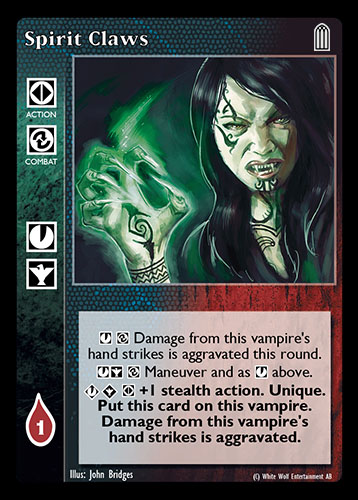 Spirit Claws
ACTION
COMBAT
Damage from this vampire's
hand strikes is aggravated this round.
Maneuver and as above.
+1 stealth action. Unique.
Put this card on this vampire.
Damage from this vampire's
hand strikes is aggravated.
1
Illus: John Bridges (C) White Wolf Entertainment AB